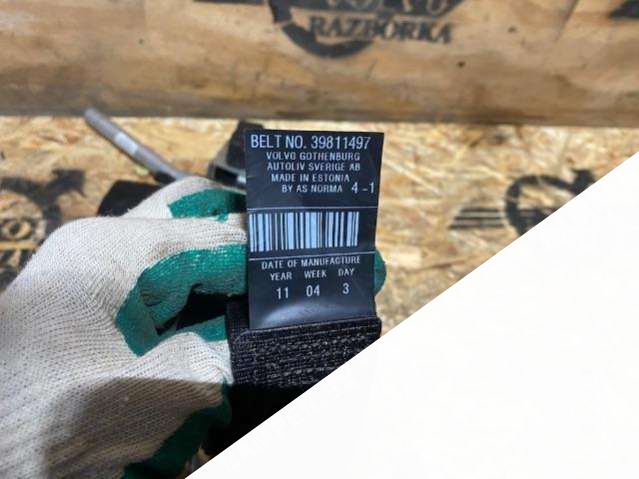 VOLVO
RAZBORKA
BELT NO. 39811497
VOLVO GOTHENBURG
AUTOLIV SVERIGE AB
MADE IN ESTONIA
BY AS NORMA 4-1
DATE OF MANUFACTURE
YEAR WEEK DAY
11 04 3